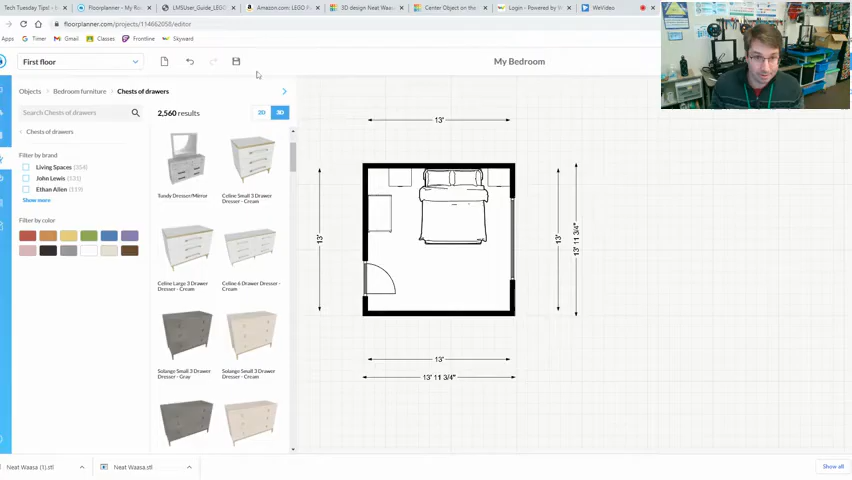 Tech Tuesday Tips!
Floorplanner - My Ro
LMSUser_Guide_LEGO
Amazon.com: LEGO
3D design Neat Waa
Center Object on the
Login - Powered by
WeVideo
floorplanner.com/projects/114662058/editor
Apps
Timer
Gmail
Classes
Frontline
Skyward
First floor
My Bedroom
Objects > Bedroom furniture > Chests of drawers
Search Chests of drawers
2,560 results
2D
3D
Chests of drawers
Filter by brand
Living Spaces (354)
John Lewis (131)
Ethan Allen (119)
Show more
Filter by color
Tundy Dresser/Mirror
Celine Small 3 Drawer
Dresser - Cream
Celine Large 3 Drawer
Dresser - Cream
Celine 6 Drawer Dresser -
Cream
Solange Small 3 Drawer
Dresser - Gray
Solange Small 3 Drawer
Dresser - Cream
13'
13'
13'
13' 11 3/4"
13'
13' 11 3/4"
Neat Waasa (1).stl
Neat Waasa.stl
Show all